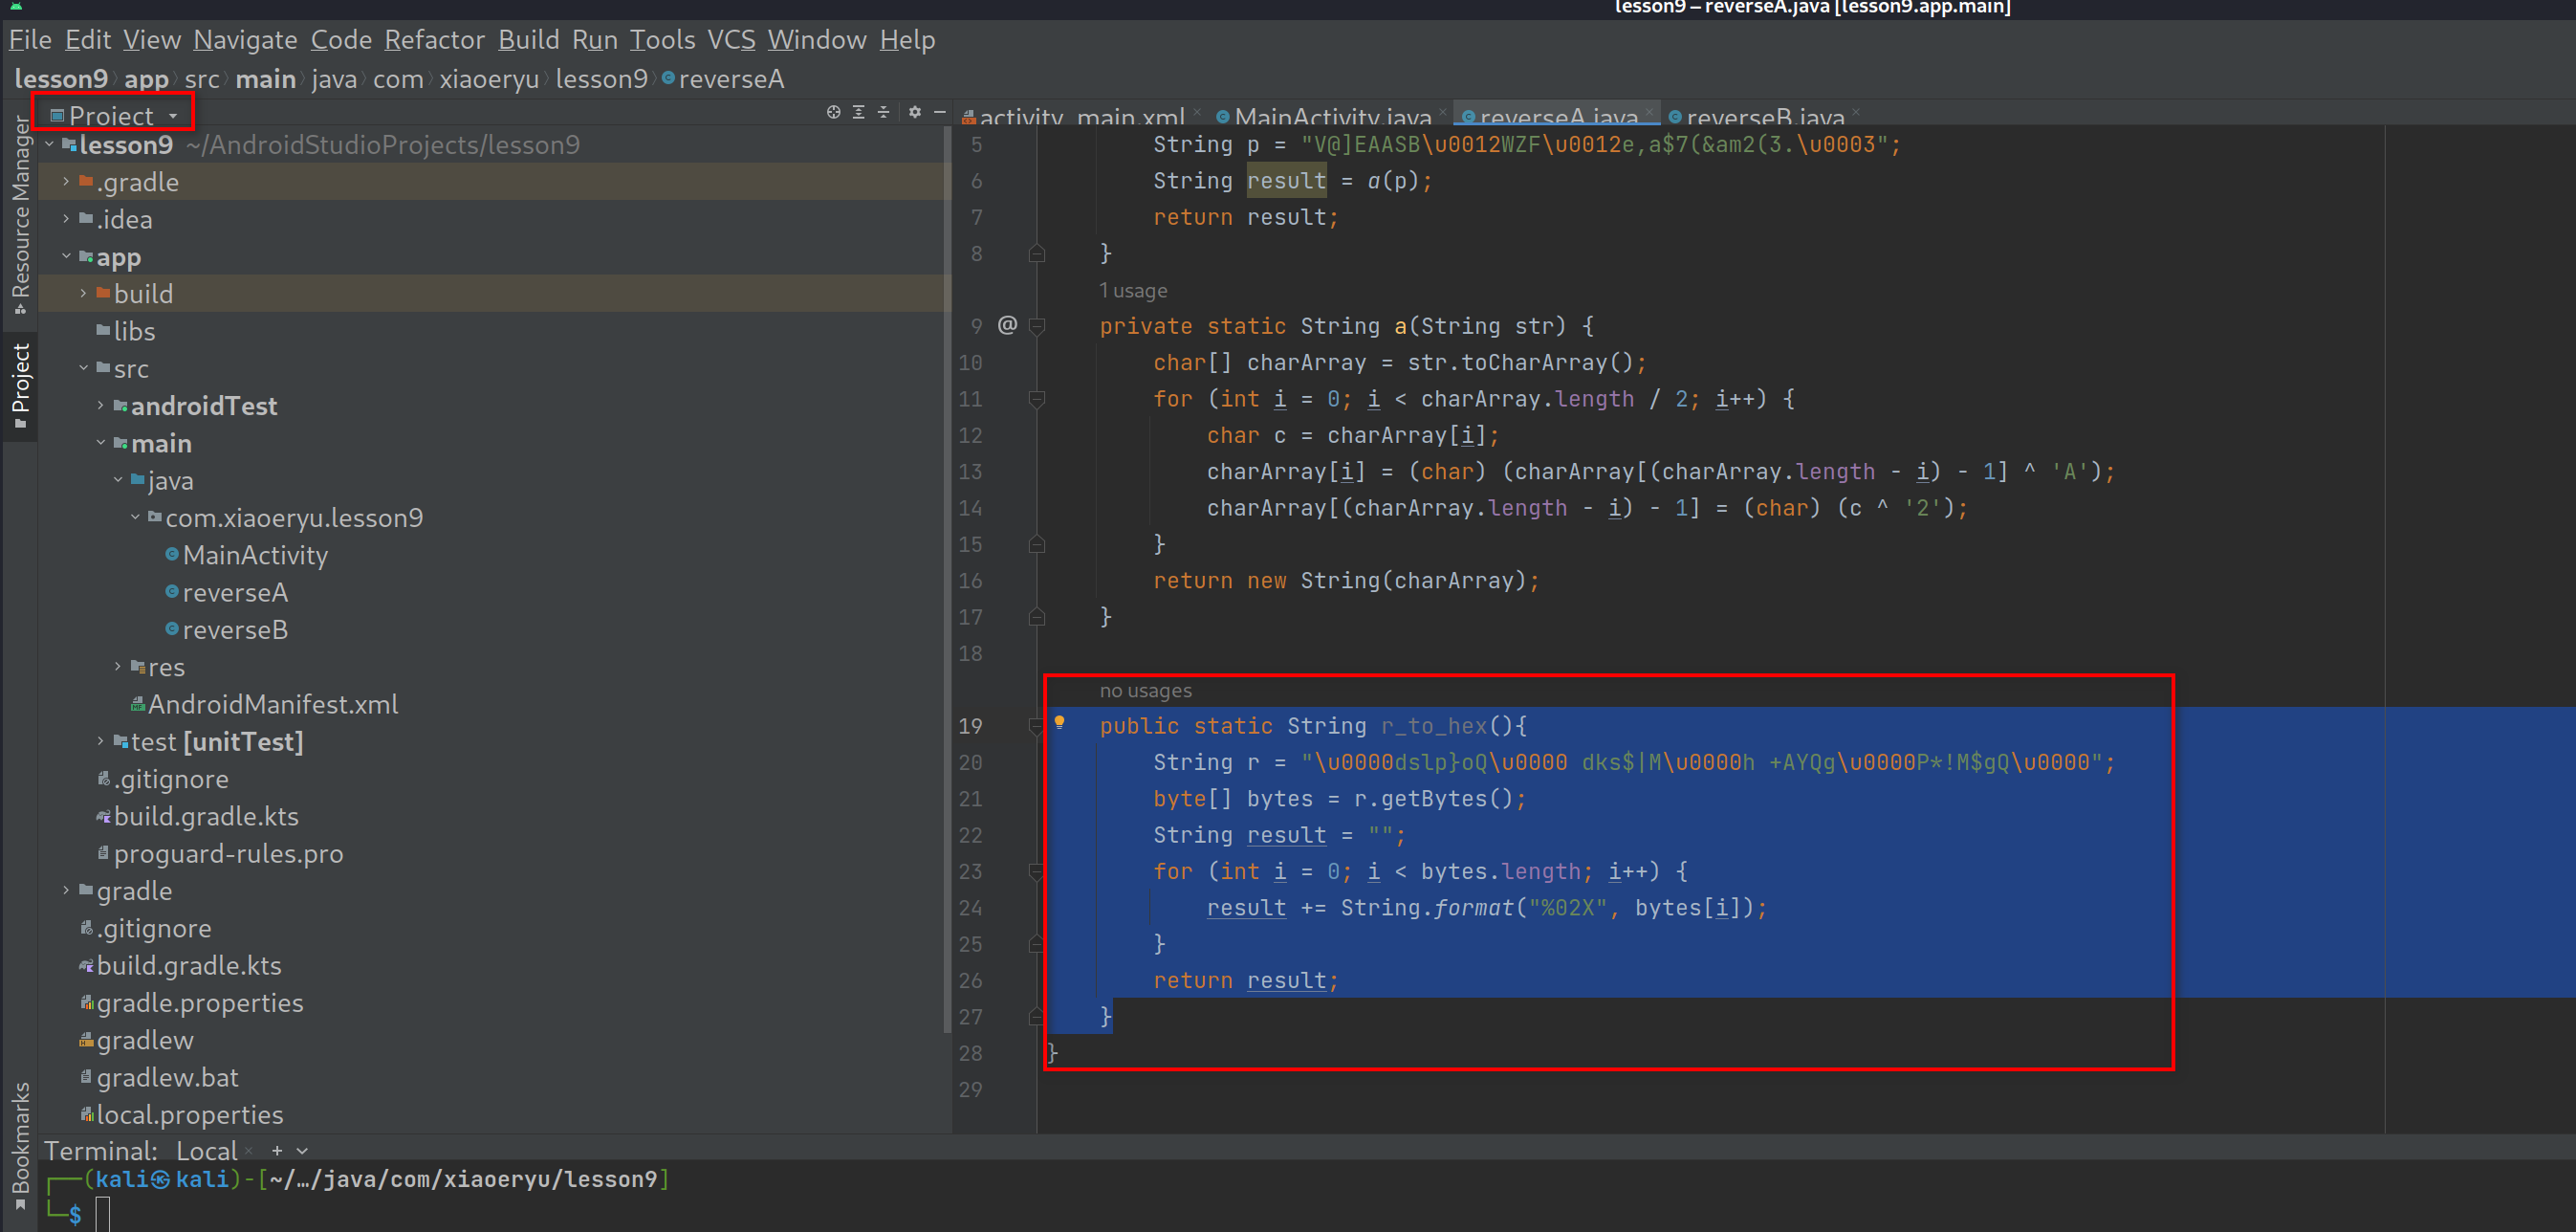 lesson9 – reverseA.java [lesson9.app.main]
File Edit View Navigate Code Refactor Build Run Tools VCS Window Help
lesson9 › app › src › main › java › com › xiaoeryu › lesson9 › reverseA
Project
activity_main.xml × MainActivity.java × reverseA.java × reverseB.java ×
Resource Manager
Project
Bookmarks
lesson9 ~/AndroidStudioProjects/lesson9
.gradle
.idea
app
build
libs
src
androidTest
main
java
com.xiaoeryu.lesson9
MainActivity
reverseA
reverseB
res
AndroidManifest.xml
test [unitTest]
.gitignore
build.gradle.kts
proguard-rules.pro
gradle
.gitignore
build.gradle.kts
gradle.properties
gradlew
gradlew.bat
local.properties
5 String p = "V@]EAASB\u0012WZF\u0012e,a$7(&am2(3.\u0003";
6 String result = a(p);
7 return result;
8 }
1 usage
9 @ private static String a(String str) {
10 char[] charArray = str.toCharArray();
11 for (int i = 0; i < charArray.length / 2; i++) {
12 char c = charArray[i];
13 charArray[i] = (char) (charArray[(charArray.length - i) - 1] ^ 'A');
14 charArray[(charArray.length - i) - 1] = (char) (c ^ '2');
15 }
16 return new String(charArray);
17 }
18
no usages
19 public static String r_to_hex(){
20 String r = "\u0000dslp}oQ\u0000 dks$|M\u0000h +AYQg\u0000P*!M$gQ\u0000";
21 byte[] bytes = r.getBytes();
22 String result = "";
23 for (int i = 0; i < bytes.length; i++) {
24 result += String.format("%02X", bytes[i]);
25 }
26 return result;
27 }
28 }
29
Terminal: Local × +
(kali㉿kali)-[~/…/java/com/xiaoeryu/lesson9]
$